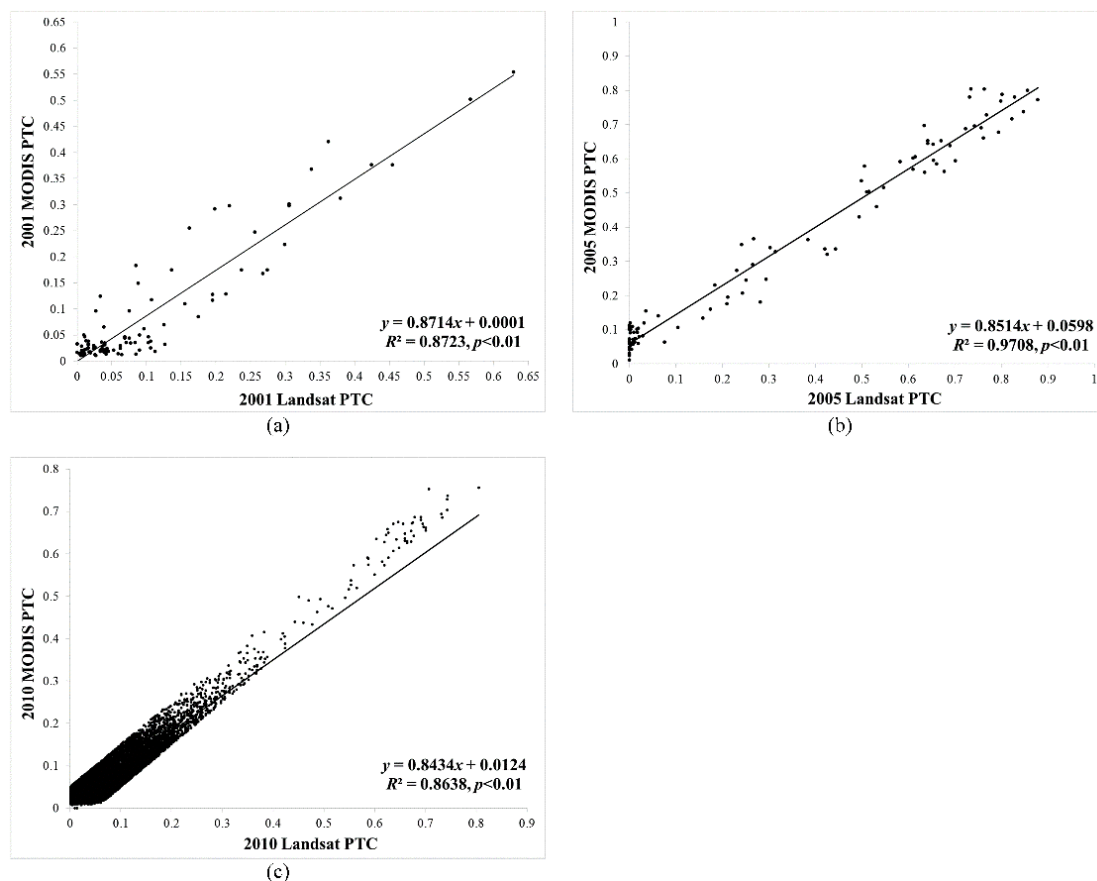 0.65
0.6
0.55
0.5
0.45
0.4
0.35
0.3
0.25
0.2
0.15
0.1
0.05
0
2001 MODIS PTC
y = 0.8714x + 0.0001
R² = 0.8723, p<0.01
0 0.05 0.1 0.15 0.2 0.25 0.3 0.35 0.4 0.45 0.5 0.55 0.6 0.65
2001 Landsat PTC
(a)
1
0.9
0.8
0.7
0.6
0.5
0.4
0.3
0.2
0.1
0
2005 MODIS PTC
y = 0.8514x + 0.0598
R² = 0.9708, p<0.01
0 0.1 0.2 0.3 0.4 0.5 0.6 0.7 0.8 0.9 1
2005 Landsat PTC
(b)
0.8
0.7
0.6
0.5
0.4
0.3
0.2
0.1
0
2010 MODIS PTC
y = 0.8434x + 0.0124
R² = 0.8638, p<0.01
0 0.1 0.2 0.3 0.4 0.5 0.6 0.7 0.8 0.9
2010 Landsat PTC
(c)